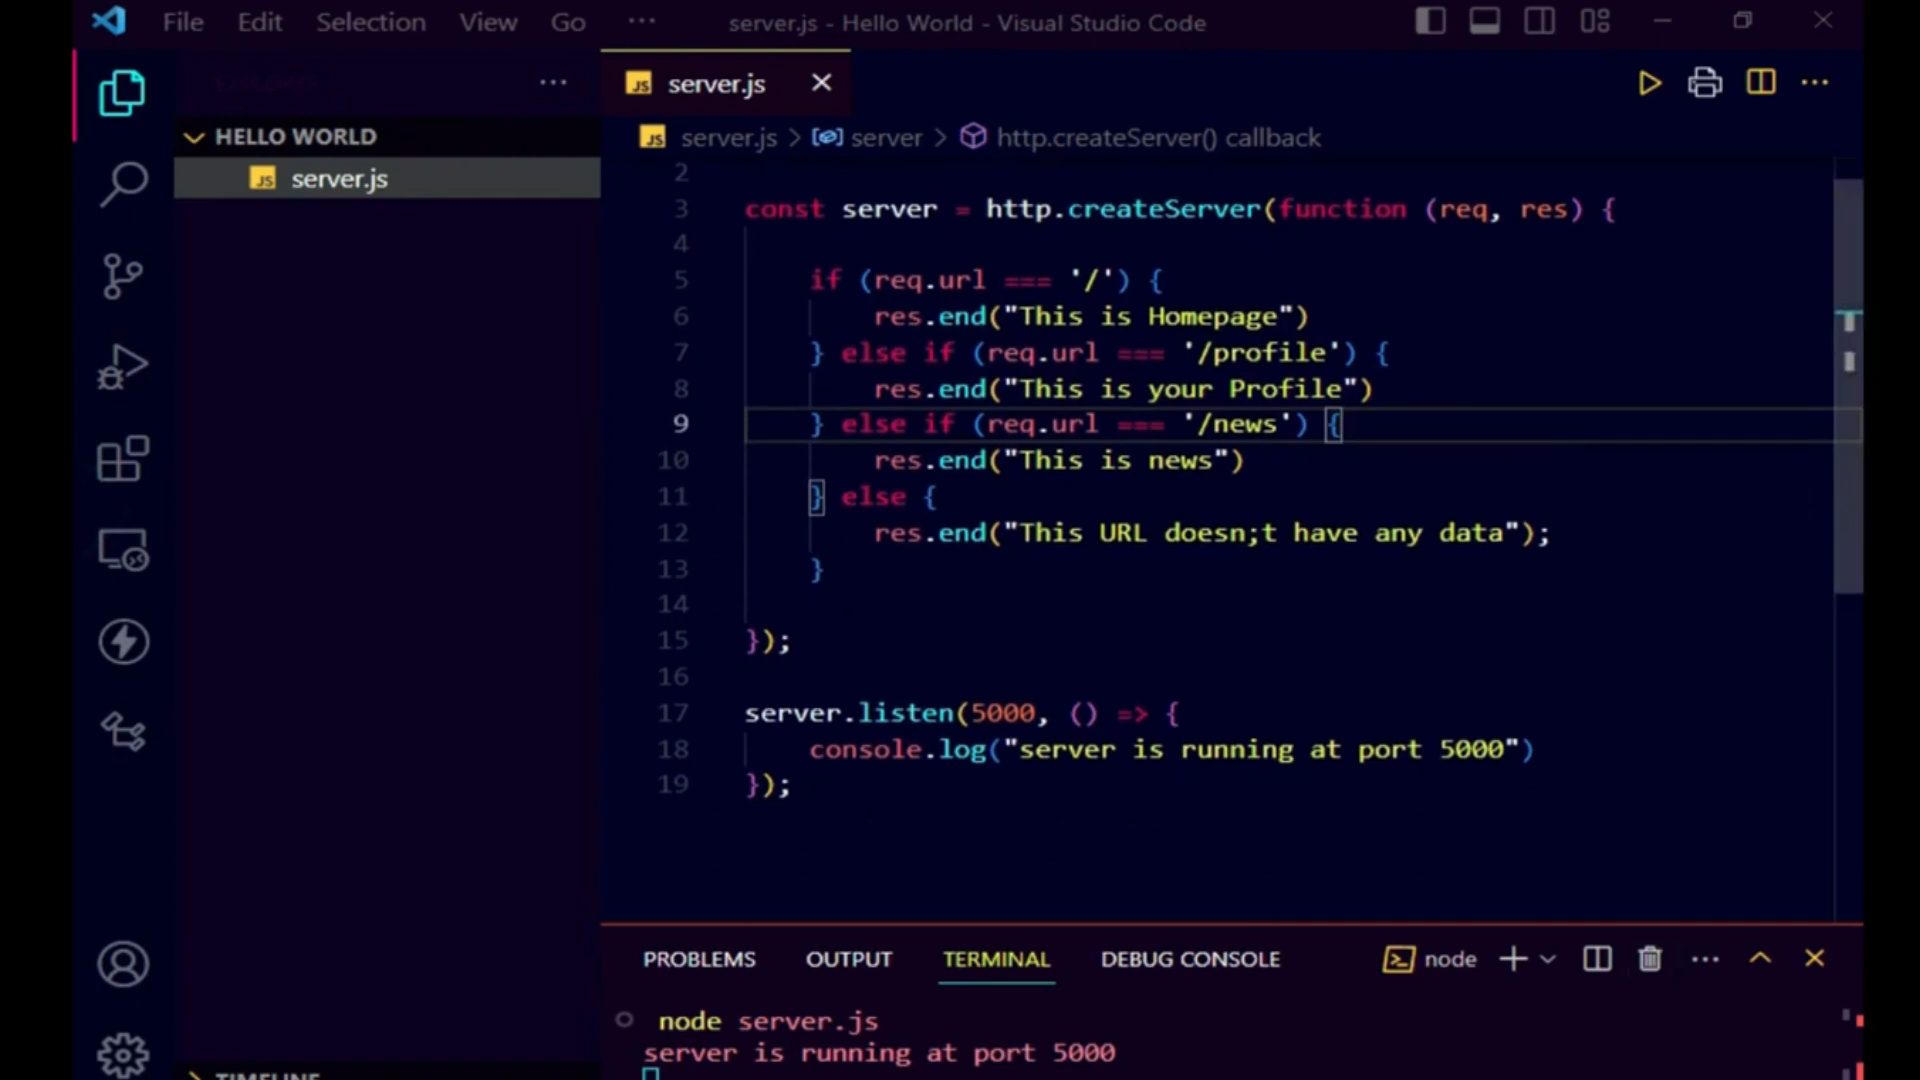 File Edit Selection View Go ··· server.js - Hello World - Visual Studio Code
server.js
HELLO WORLD
server.js
server.js > server > http.createServer() callback
2
3 const server = http.createServer(function (req, res) {
4
5 if (req.url === '/') {
6 res.end("This is Homepage")
7 } else if (req.url === '/profile') {
8 res.end("This is your Profile")
9 } else if (req.url === '/news') {
10 res.end("This is news")
11 } else {
12 res.end("This URL doesn;t have any data");
13 }
14
15 });
16
17 server.listen(5000, () => {
18 console.log("server is running at port 5000")
19 });
PROBLEMS OUTPUT TERMINAL DEBUG CONSOLE node
node server.js
server is running at port 5000
TIMELINE